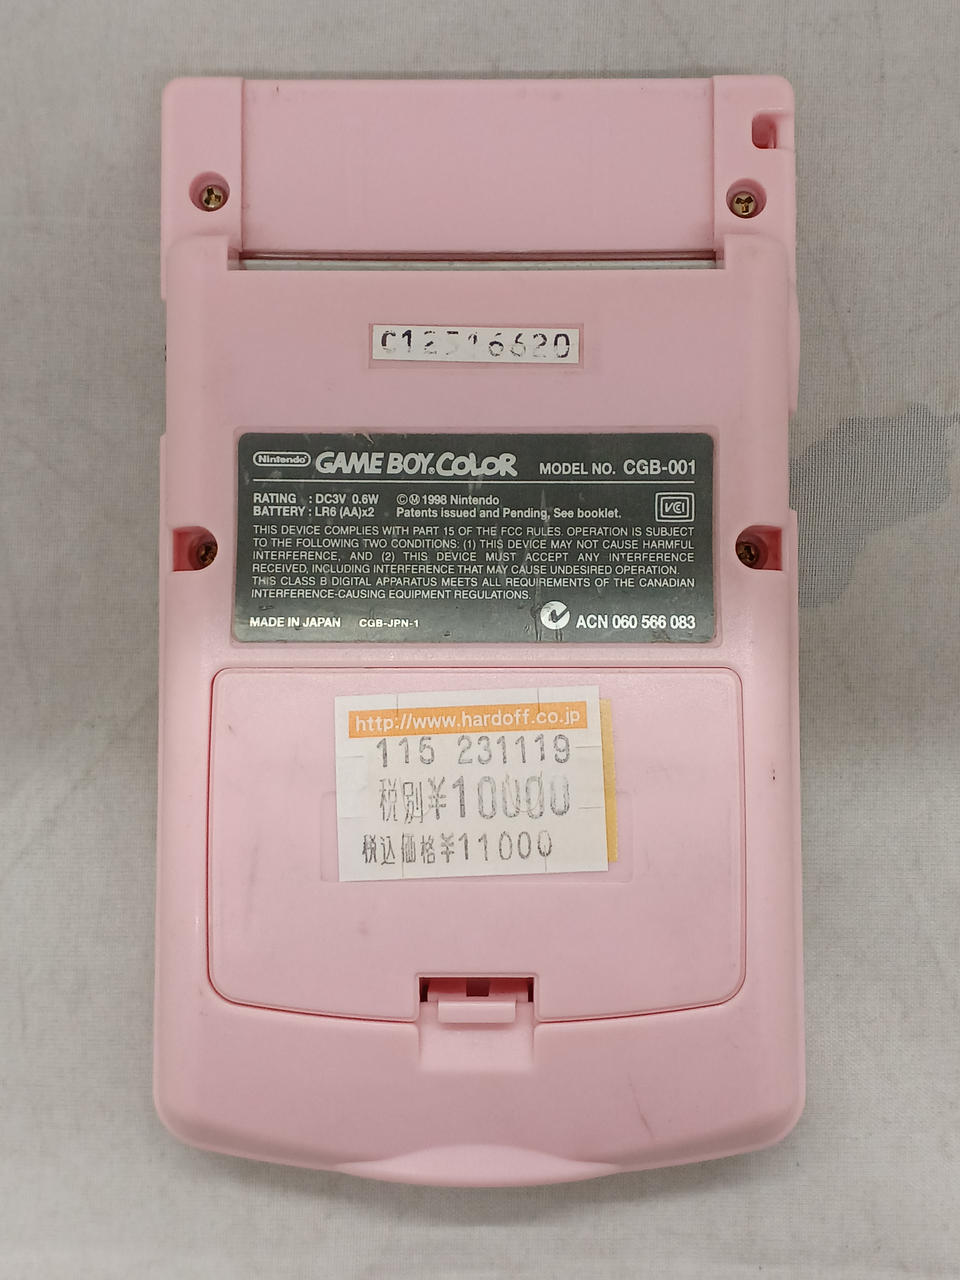 C12516620
Nintendo GAME BOY COLOR MODEL NO. CGB-001
RATING : DC3V 0.6W ©Ⓜ 1998 Nintendo
BATTERY : LR6 (AA)x2 Patents issued and Pending, See booklet.
VCI
THIS DEVICE COMPLIES WITH PART 15 OF THE FCC RULES. OPERATION IS SUBJECT
TO THE FOLLOWING TWO CONDITIONS: (1) THIS DEVICE MAY NOT CAUSE HARMFUL
INTERFERENCE, AND (2) THIS DEVICE MUST ACCEPT ANY INTERFERENCE
RECEIVED, INCLUDING INTERFERENCE THAT MAY CAUSE UNDESIRED OPERATION.
THIS CLASS B DIGITAL APPARATUS MEETS ALL REQUIREMENTS OF THE CANADIAN
INTERFERENCE-CAUSING EQUIPMENT REGULATIONS.
MADE IN JAPAN CGB-JPN-1 ACN 060 566 083
http://www.hardoff.co.jp
115 231119
税別¥10000
税込価格¥11000